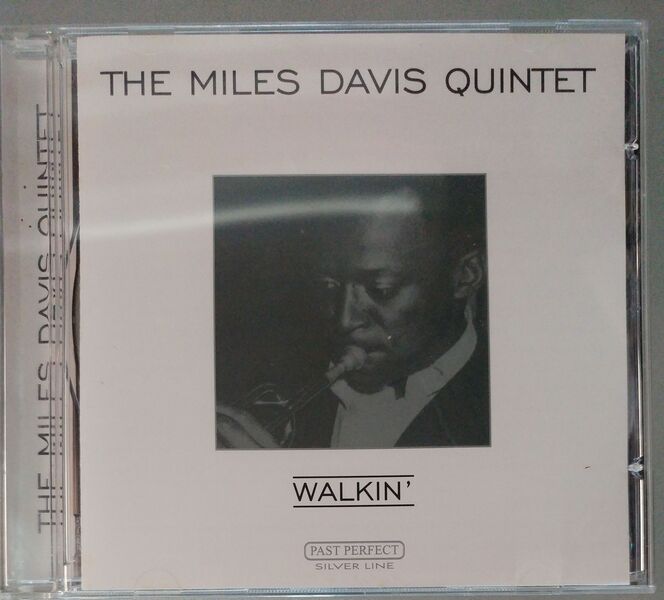 THE MILES DAVIS QUINTET
THE MILES DAVIS QUINTET
WALKIN'
PAST PERFECT
SILVER LINE